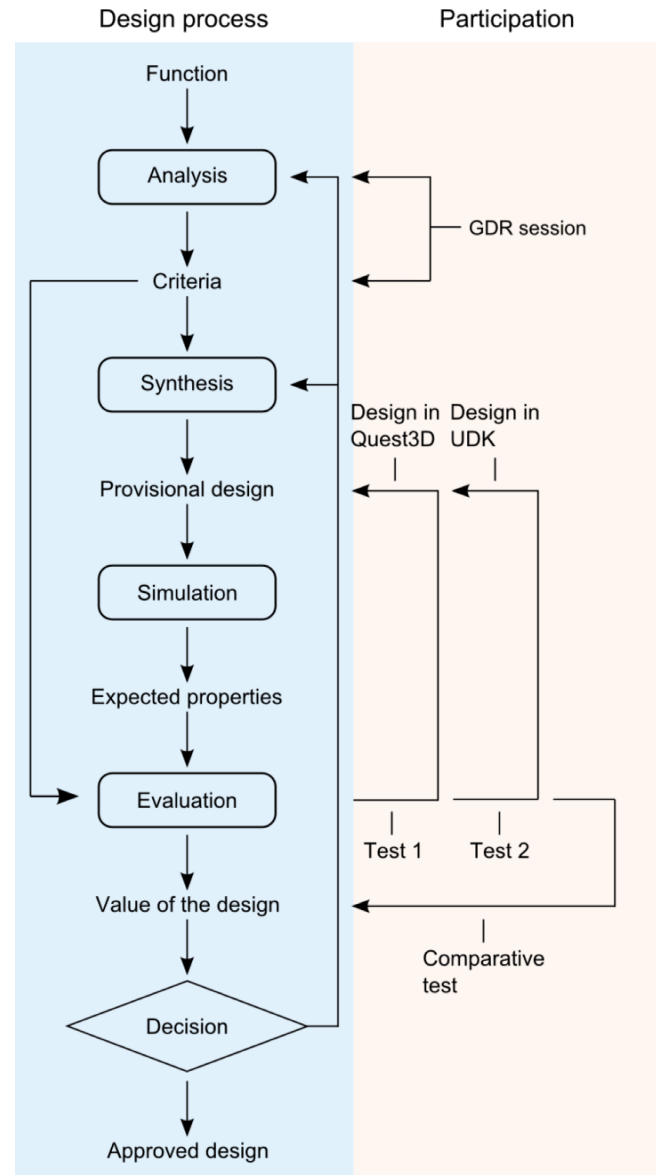 Design process
Participation
Function
Analysis
GDR session
Criteria
Synthesis
Design in
Quest3D
Design in
UDK
Provisional design
Simulation
Expected properties
Evaluation
Test 1
Test 2
Value of the design
Comparative
test
Decision
Approved design